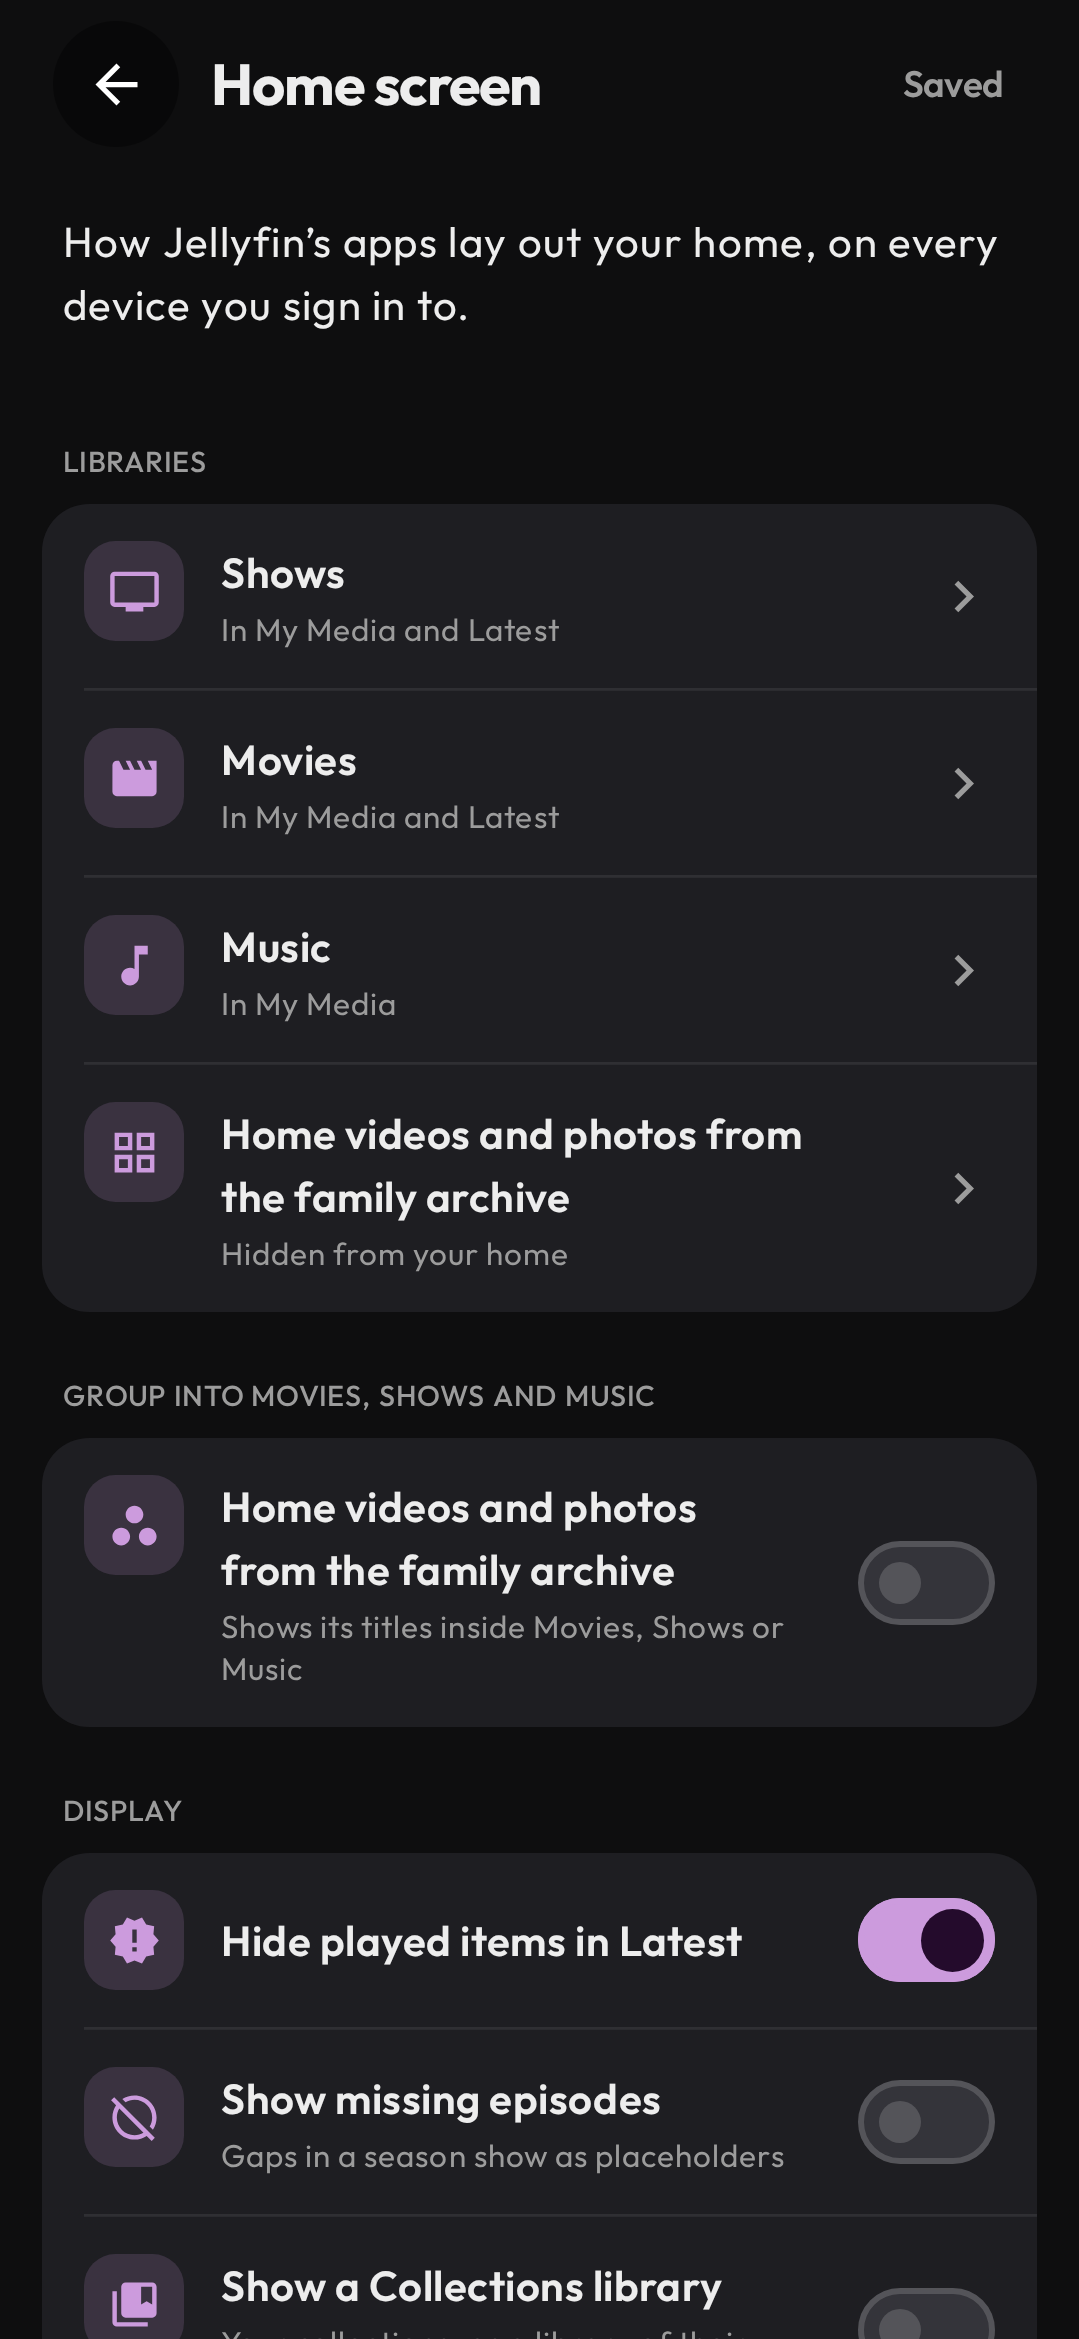 Home screen
Saved
How Jellyfin’s apps lay out your home, on every
device you sign in to.
LIBRARIES
Shows
In My Media and Latest
Movies
In My Media and Latest
Music
In My Media
Home videos and photos from
the family archive
Hidden from your home
GROUP INTO MOVIES, SHOWS AND MUSIC
Home videos and photos
from the family archive
Shows its titles inside Movies, Shows or
Music
DISPLAY
Hide played items in Latest
Show missing episodes
Gaps in a season show as placeholders
Show a Collections library